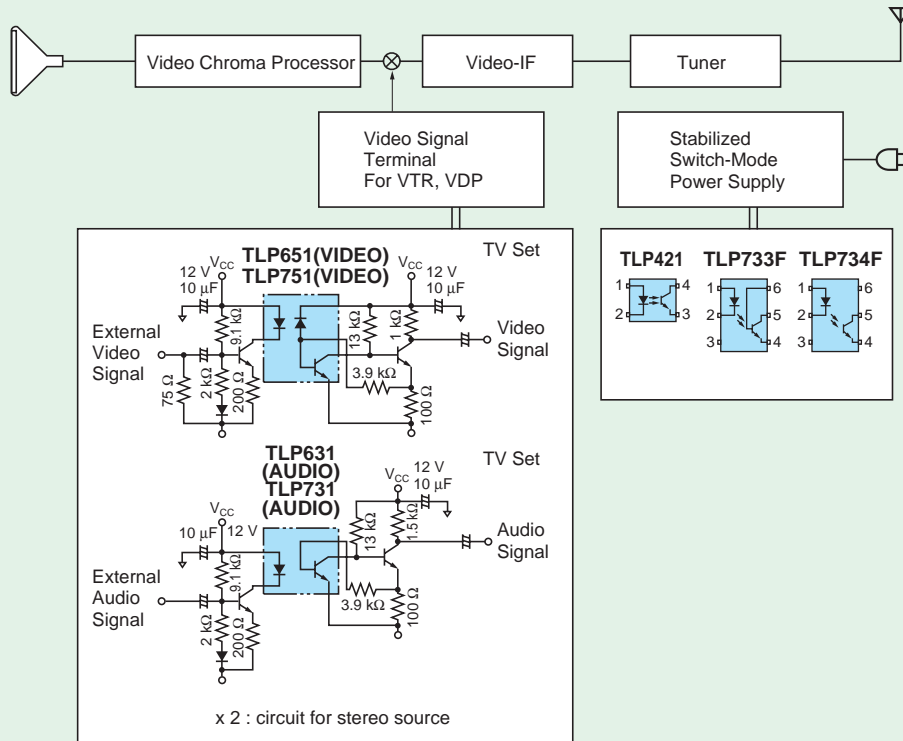 Video Chroma Processor
Video-IF
Tuner
Video Signal
Terminal
For VTR, VDP
Stabilized
Switch-Mode
Power Supply
TLP651(VIDEO)
TLP751(VIDEO)
TV Set
12 V
10 μF
VCC
VCC
12 V
10 μF
9.1 kΩ
13 kΩ
1 kΩ
External
Video
Signal
Video
Signal
75 Ω
2 kΩ
200 Ω
3.9 kΩ
100 Ω
TLP421
TLP733F
TLP734F
1
2
4
3
1
2
3
6
5
4
1
2
3
6
5
4
TLP631
(AUDIO)
TLP731
(AUDIO)
TV Set
VCC
12 V
10 μF
VCC
10 μF
12 V
9.1 kΩ
13 kΩ
1.5 kΩ
Audio
Signal
External
Audio
Signal
2 kΩ
200 Ω
3.9 kΩ
100 Ω
x 2 : circuit for stereo source